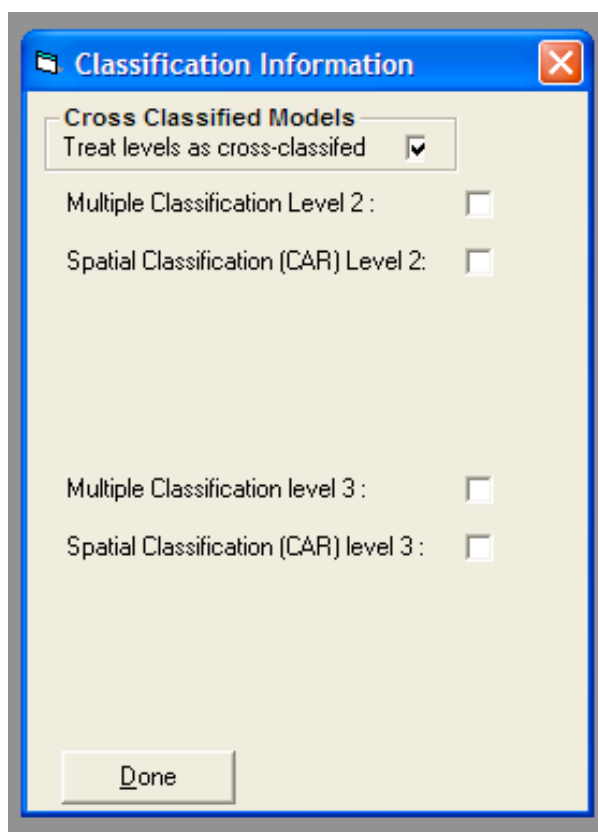 Classification Information
Cross Classified Models
Treat levels as cross-classifed
Multiple Classification Level 2 :
Spatial Classification (CAR) Level 2:
Multiple Classification level 3 :
Spatial Classification (CAR) level 3 :
Done